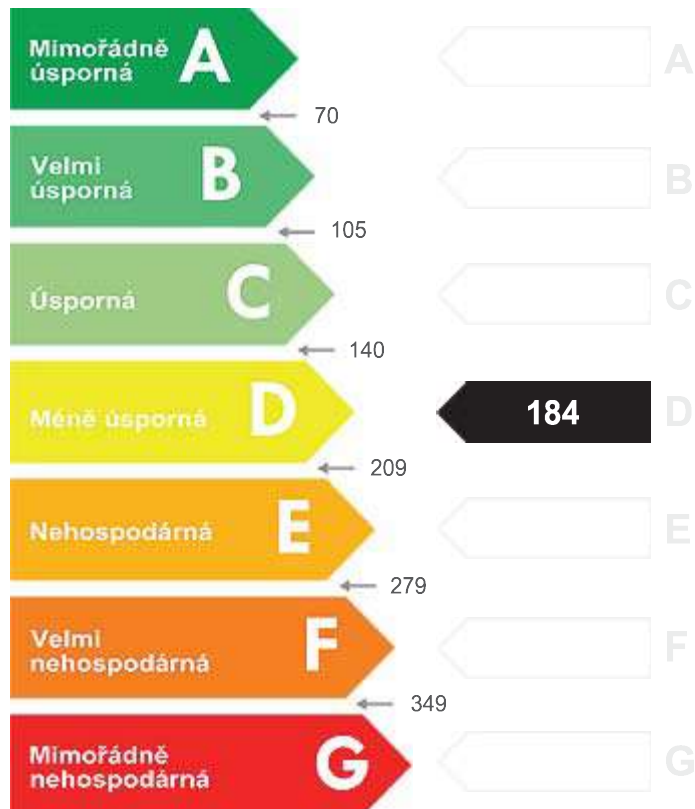 Mimořádně
úsporná
A
A
70
Velmi
úsporná
B
B
105
Úsporná
C
C
140
Méně úsporná
D
184
D
209
Nehospodárná
E
E
279
Velmi
nehospodárná
F
F
349
Mimořádně
nehospodárná
G
G